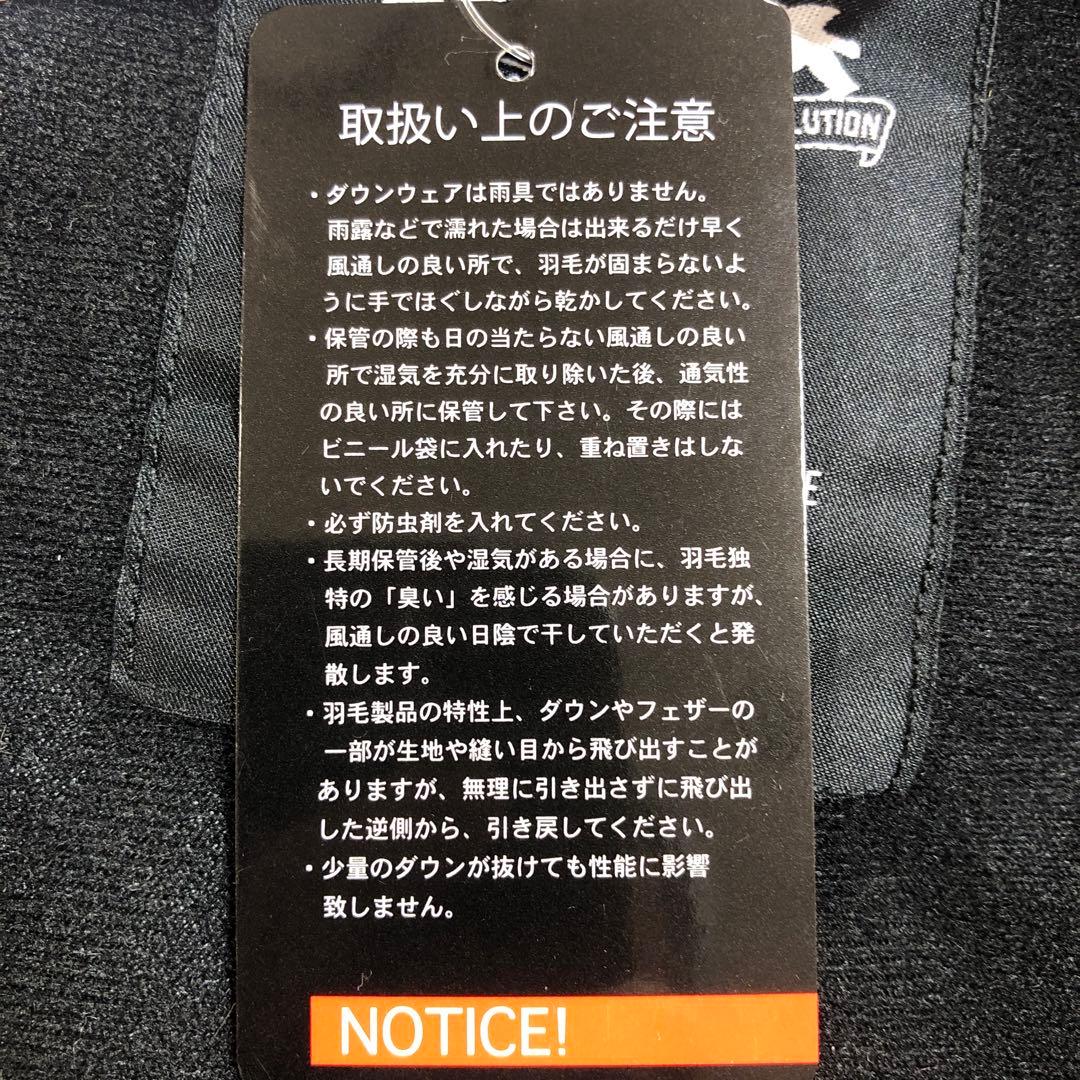 取扱い上のご注意
・ダウンウェアは雨具ではありません。
雨露などで濡れた場合は出来るだけ早く
風通しの良い所で、羽毛が固まらないよ
うに手でほぐしながら乾かしてください。
・保管の際も日の当たらない風通しの良い
所で湿気を充分に取り除いた後、通気性
の良い所に保管して下さい。その際には
ビニール袋に入れたり、重ね置きはしな
いでください。
・必ず防虫剤を入れてください。
・長期保管後や湿気がある場合に、羽毛独
特の「臭い」を感じる場合がありますが、
風通しの良い日陰で干していただくと発
散します。
・羽毛製品の特性上、ダウンやフェザーの
一部が生地や縫い目から飛び出すことが
ありますが、無理に引き出さずに飛び出
した逆側から、引き戻してください。
・少量のダウンが抜けても性能に影響
致しません。
NOTICE!
LUTION
E